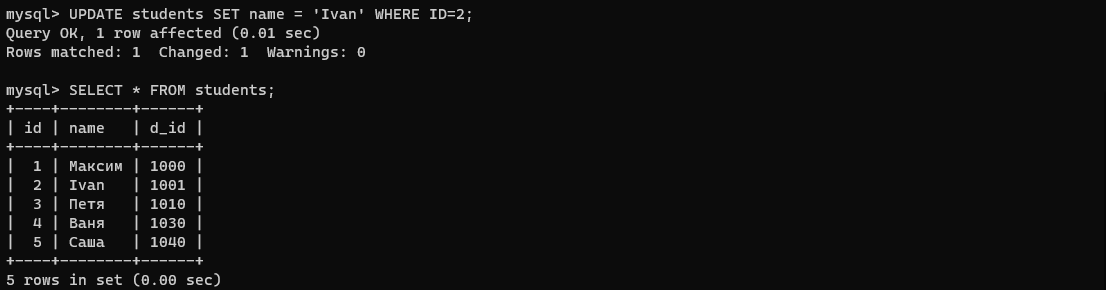 mysql> UPDATE students SET name = 'Ivan' WHERE ID=2;
Query OK, 1 row affected (0.01 sec)
Rows matched: 1  Changed: 1  Warnings: 0

mysql> SELECT * FROM students;
+----+--------+------+
| id | name   | d_id |
+----+--------+------+
|  1 | Максим | 1000 |
|  2 | Ivan   | 1001 |
|  3 | Петя   | 1010 |
|  4 | Ваня   | 1030 |
|  5 | Саша   | 1040 |
+----+--------+------+
5 rows in set (0.00 sec)